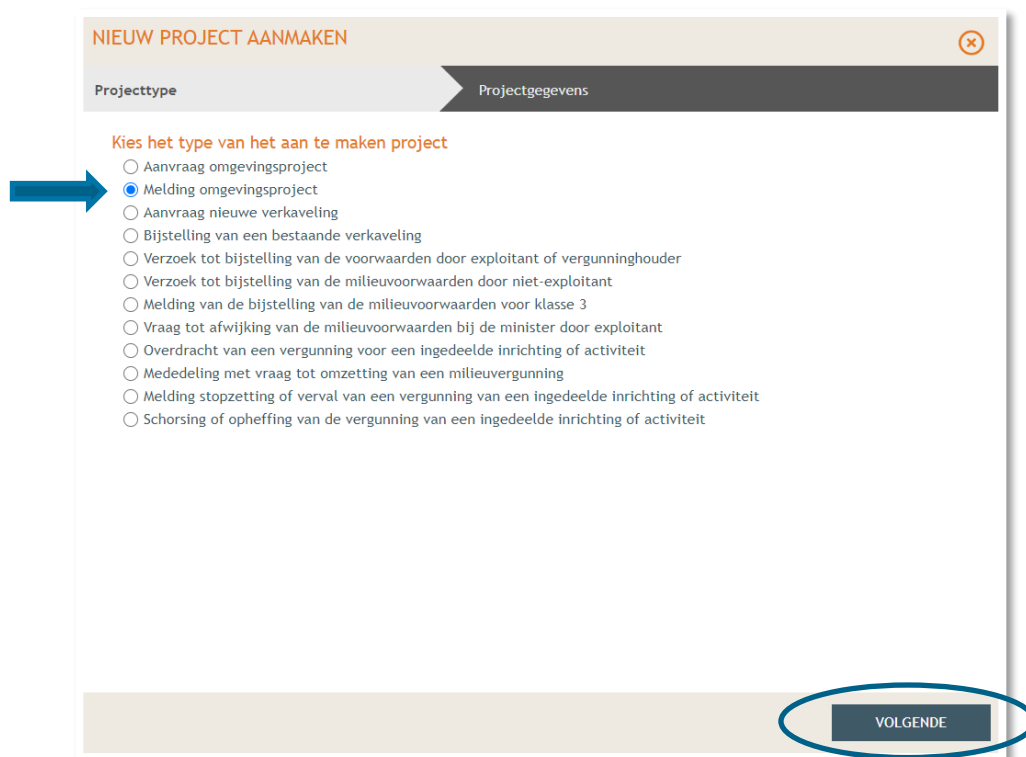 NIEUW PROJECT AANMAKEN
Projecttype
Projectgegevens
Kies het type van het aan te maken project
Aanvraag omgevingsproject
Melding omgevingsproject
Aanvraag nieuwe verkaveling
Bijstelling van een bestaande verkaveling
Verzoek tot bijstelling van de voorwaarden door exploitant of vergunninghouder
Verzoek tot bijstelling van de milieuvoorwaarden door niet-exploitant
Melding van de bijstelling van de milieuvoorwaarden voor klasse 3
Vraag tot afwijking van de milieuvoorwaarden bij de minister door exploitant
Overdracht van een vergunning voor een ingedeelde inrichting of activiteit
Mededeling met vraag tot omzetting van een milieuvergunning
Melding stopzetting of verval van een vergunning van een ingedeelde inrichting of activiteit
Schorsing of opheffing van de vergunning van een ingedeelde inrichting of activiteit
VOLGENDE